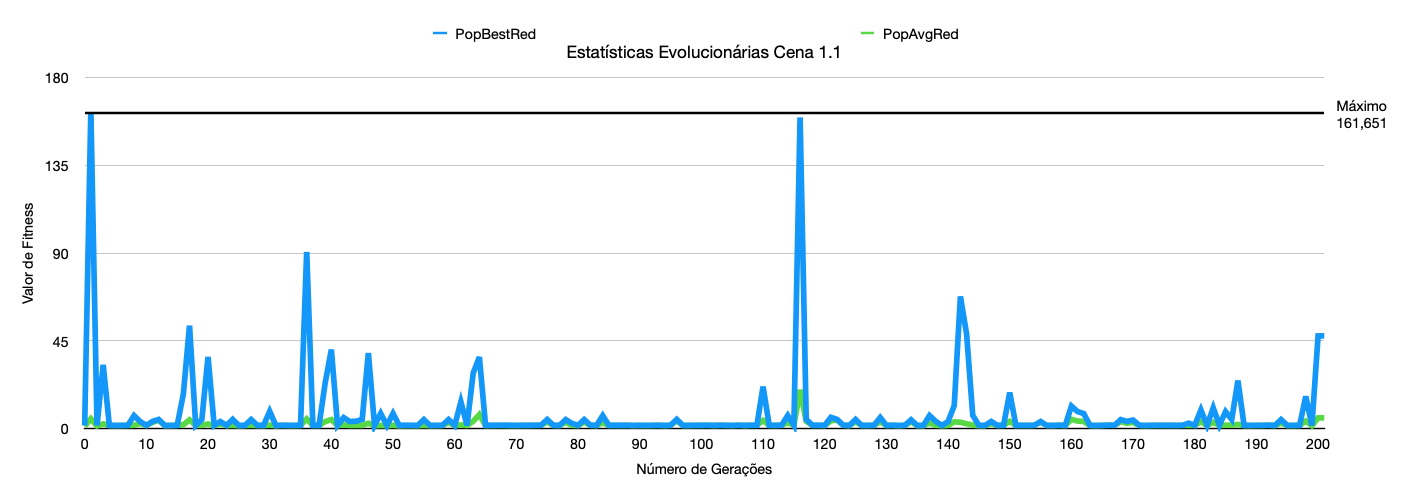 PopBestRed PopAvgRed
Estatísticas Evolucionárias Cena 1.1
180
Máximo
161,651
135
Valor de Fitness
90
45
0
0 10 20 30 40 50 60 70 80 90 100 110 120 130 140 150 160 170 180 190 200
Número de Gerações